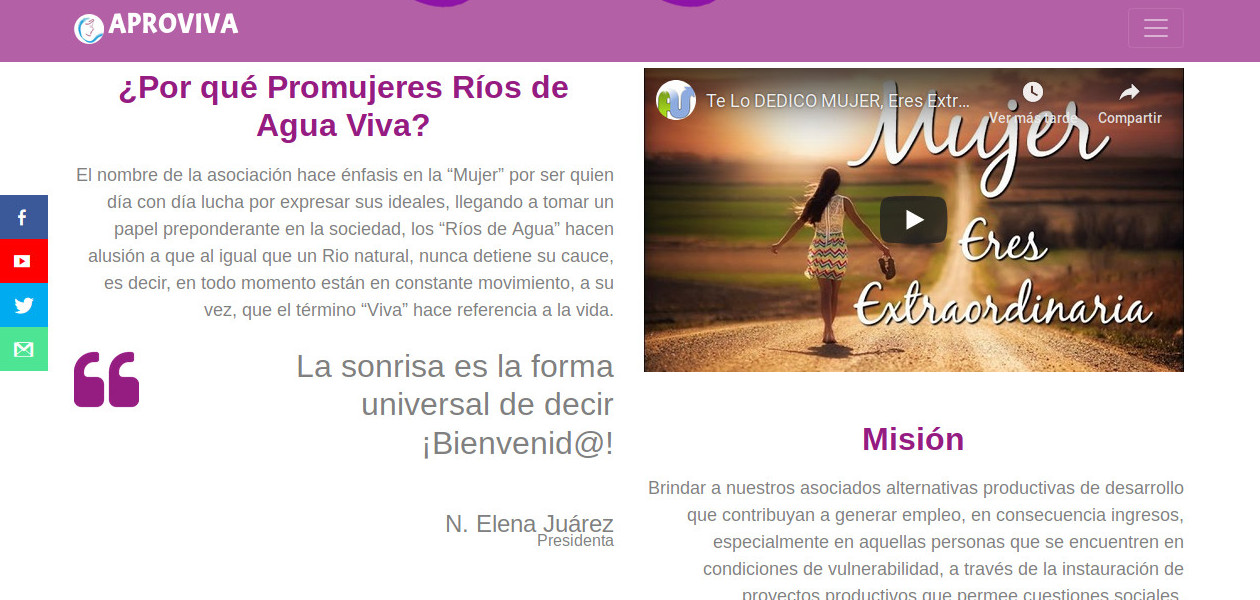 APROVIVA
¿Por qué Promujeres Ríos de
Agua Viva?
El nombre de la asociación hace énfasis en la “Mujer” por ser quien
día con día lucha por expresar sus ideales, llegando a tomar un
papel preponderante en la sociedad, los “Ríos de Agua” hacen
alusión a que al igual que un Rio natural, nunca detiene su cauce,
es decir, en todo momento están en constante movimiento, a su
vez, que el término “Viva” hace referencia a la vida.
La sonrisa es la forma
universal de decir
¡Bienvenid@!
N. Elena Juárez
Presidenta
Te Lo DEDICO MUJER, Eres Extr...
Ver más tarde
Compartir
Mujer
Eres
Extraordinaria
Misión
Brindar a nuestros asociados alternativas productivas de desarrollo
que contribuyan a generar empleo, en consecuencia ingresos,
especialmente en aquellas personas que se encuentren en
condiciones de vulnerabilidad, a través de la instauración de
proyectos productivos que permee cuestiones sociales,